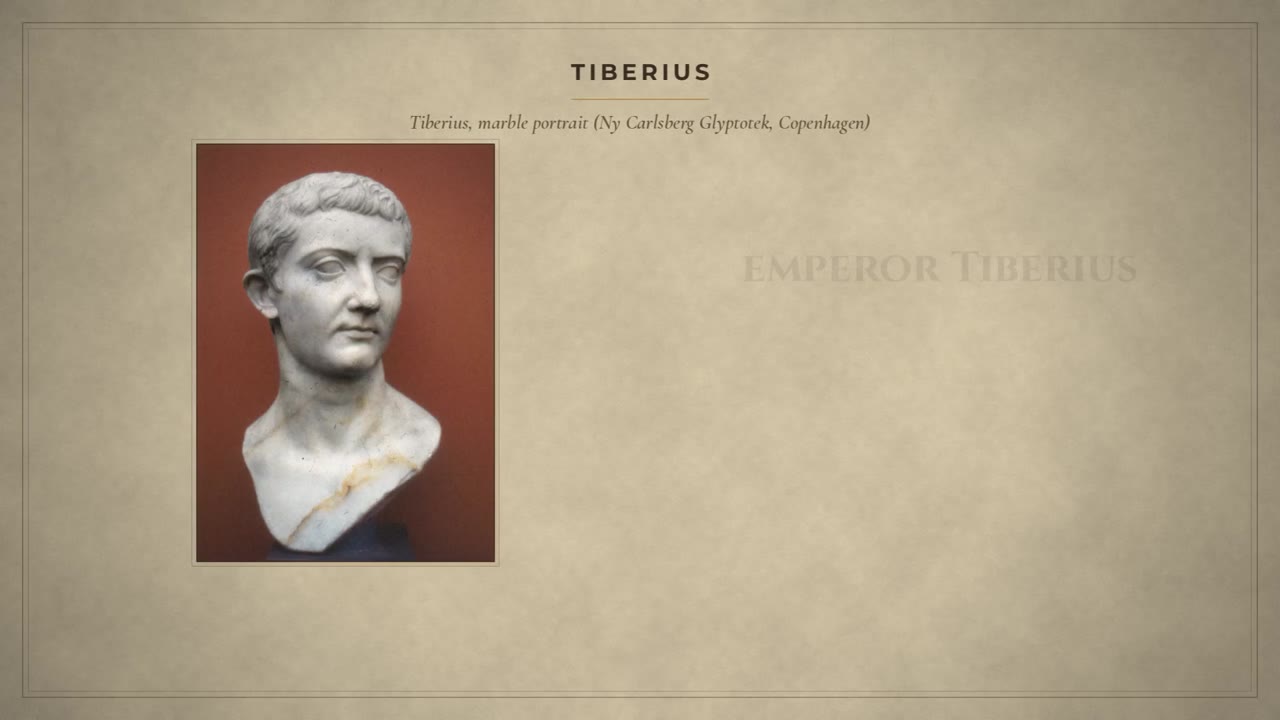 TIBERIUS
Tiberius, marble portrait (Ny Carlsberg Glyptotek, Copenhagen)
EMPEROR TIBERIUS